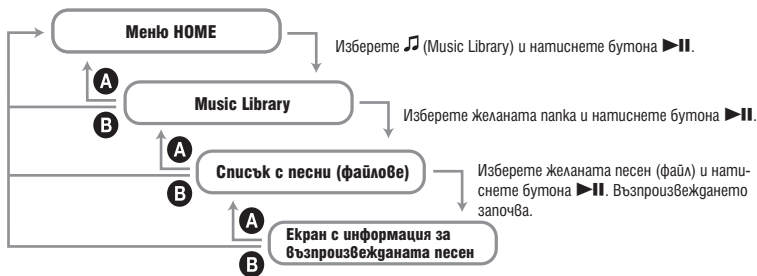 Меню HOME
Изберете ♫ (Music Library) и натиснете бутона ►II.
A
Music Library
B
Изберете желаната папка и натиснете бутона ►II.
A
Списък с песни (файлове)
B
Изберете желаната песен (файл) и нати-
снете бутона ►II. Възпроизвеждането
започва.
A
Екран с информация за
възпроизвежданата песен
B